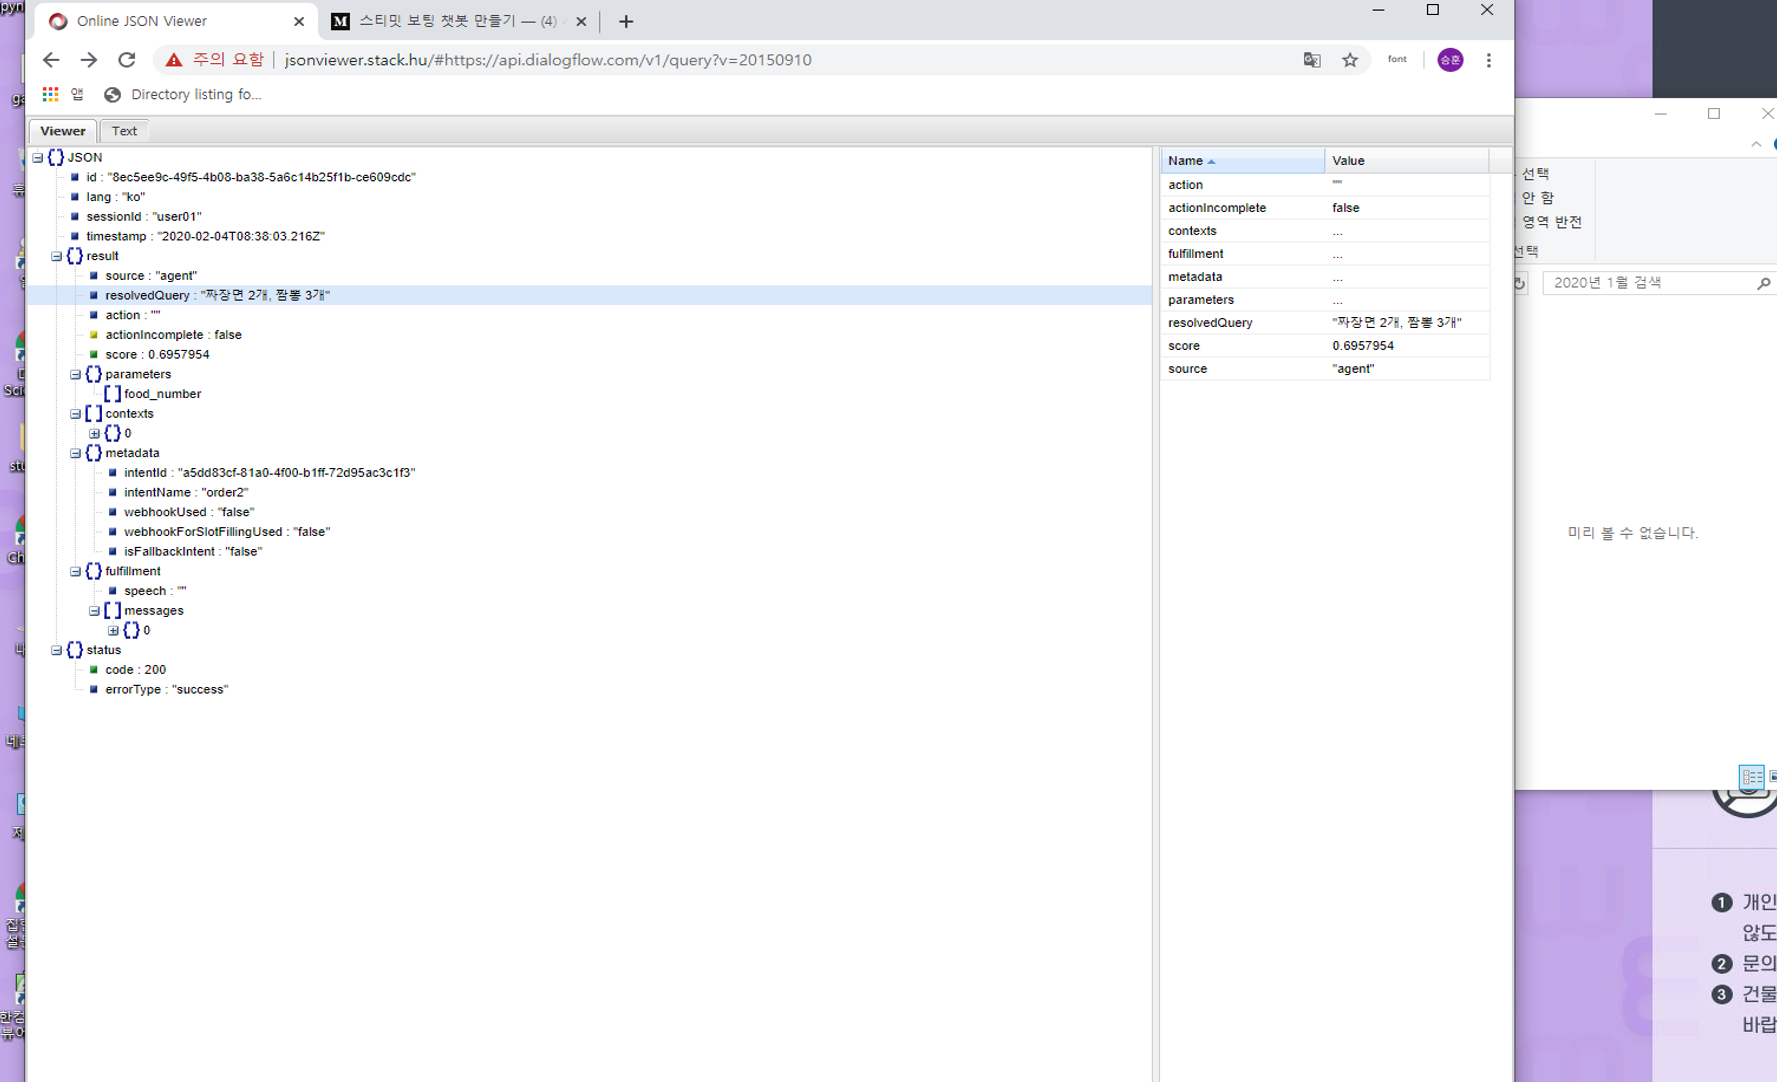 Online JSON Viewer
M 스티밋 보팅 챗봇 만들기 — (4)
주의 요함
jsonviewer.stack.hu/#https://api.dialogflow.com/v1/query?v=20150910
font
승훈
앱
Directory listing fo...
Viewer
Text
JSON
id : "8ec5ee9c-49f5-4b08-ba38-5a6c14b25f1b-ce609cdc"
lang : "ko"
sessionId : "user01"
timestamp : "2020-02-04T08:38:03.216Z"
result
source : "agent"
resolvedQuery : "짜장면 2개, 짬뽕 3개"
action : ""
actionIncomplete : false
score : 0.6957954
parameters
food_number
contexts
0
metadata
intentId : "a5dd83cf-81a0-4f00-b1ff-72d95ac3c1f3"
intentName : "order2"
webhookUsed : "false"
webhookForSlotFillingUsed : "false"
isFallbackIntent : "false"
fulfillment
speech : ""
messages
0
status
code : 200
errorType : "success"
Name Value
action ""
actionIncomplete false
contexts ...
fulfillment ...
metadata ...
parameters ...
resolvedQuery "짜장면 2개, 짬뽕 3개"
score 0.6957954
source "agent"
선택
안 함
영역 반전
선택
2020년 1월 검색
미리 볼 수 없습니다.
1 개인
않도
2 문의
3 건물
바랍